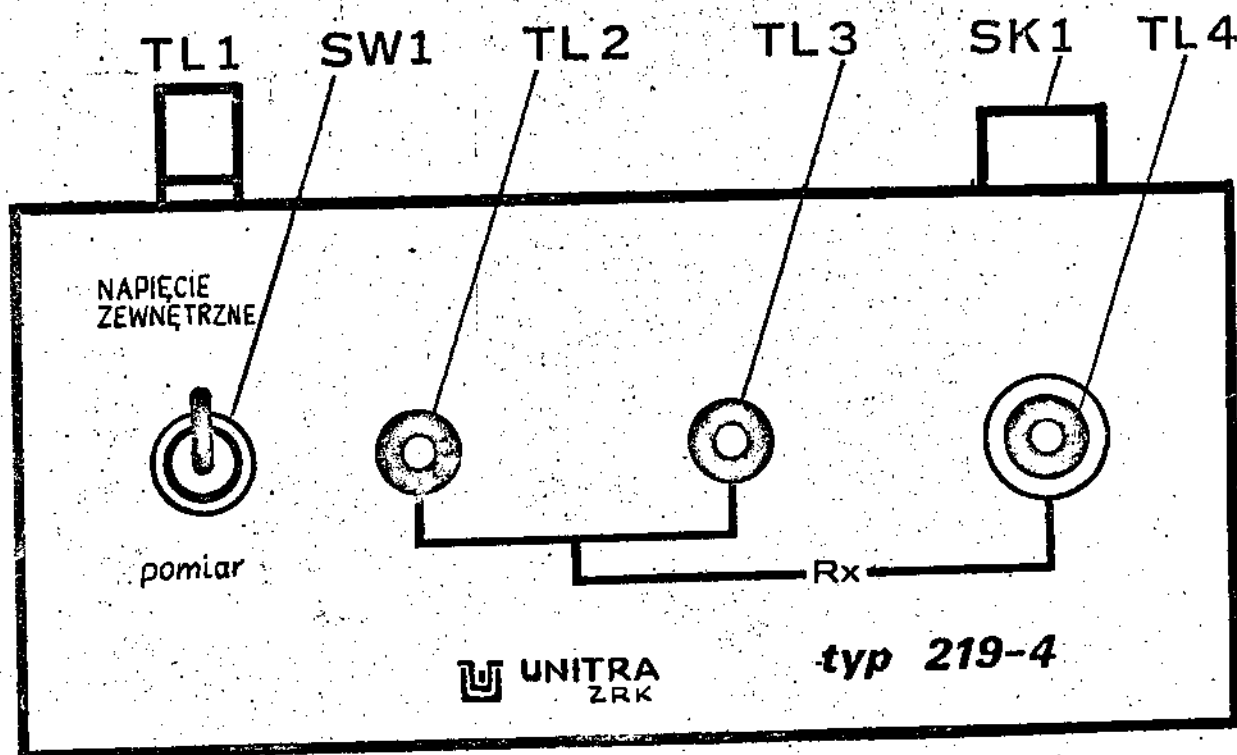 TL1 SW1 TL2 TL3 SK1 TL4
NAPIĘCIE
ZEWNĘTRZNE
pomiar
Rx
UNITRA
ZRK
typ 219-4